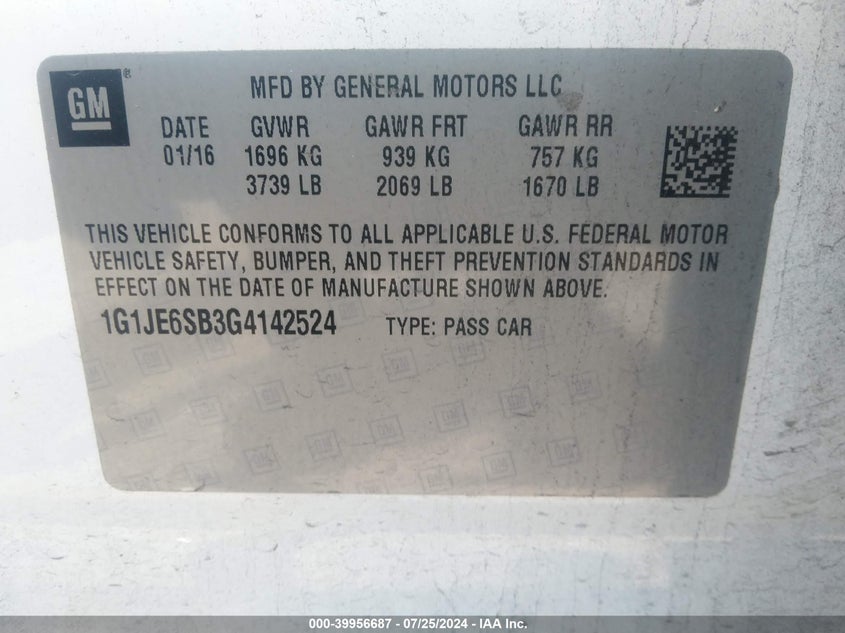 GM®
MFD BY GENERAL MOTORS LLC
DATE GVWR GAWR FRT GAWR RR
01/16 1696 KG 939 KG 757 KG
3739 LB 2069 LB 1670 LB
THIS VEHICLE CONFORMS TO ALL APPLICABLE U.S. FEDERAL MOTOR
VEHICLE SAFETY, BUMPER, AND THEFT PREVENTION STANDARDS IN
EFFECT ON THE DATE OF MANUFACTURE SHOWN ABOVE.
1G1JE6SB3G4142524 TYPE: PASS CAR
000-39956687 - 07/25/2024 - IAA Inc.